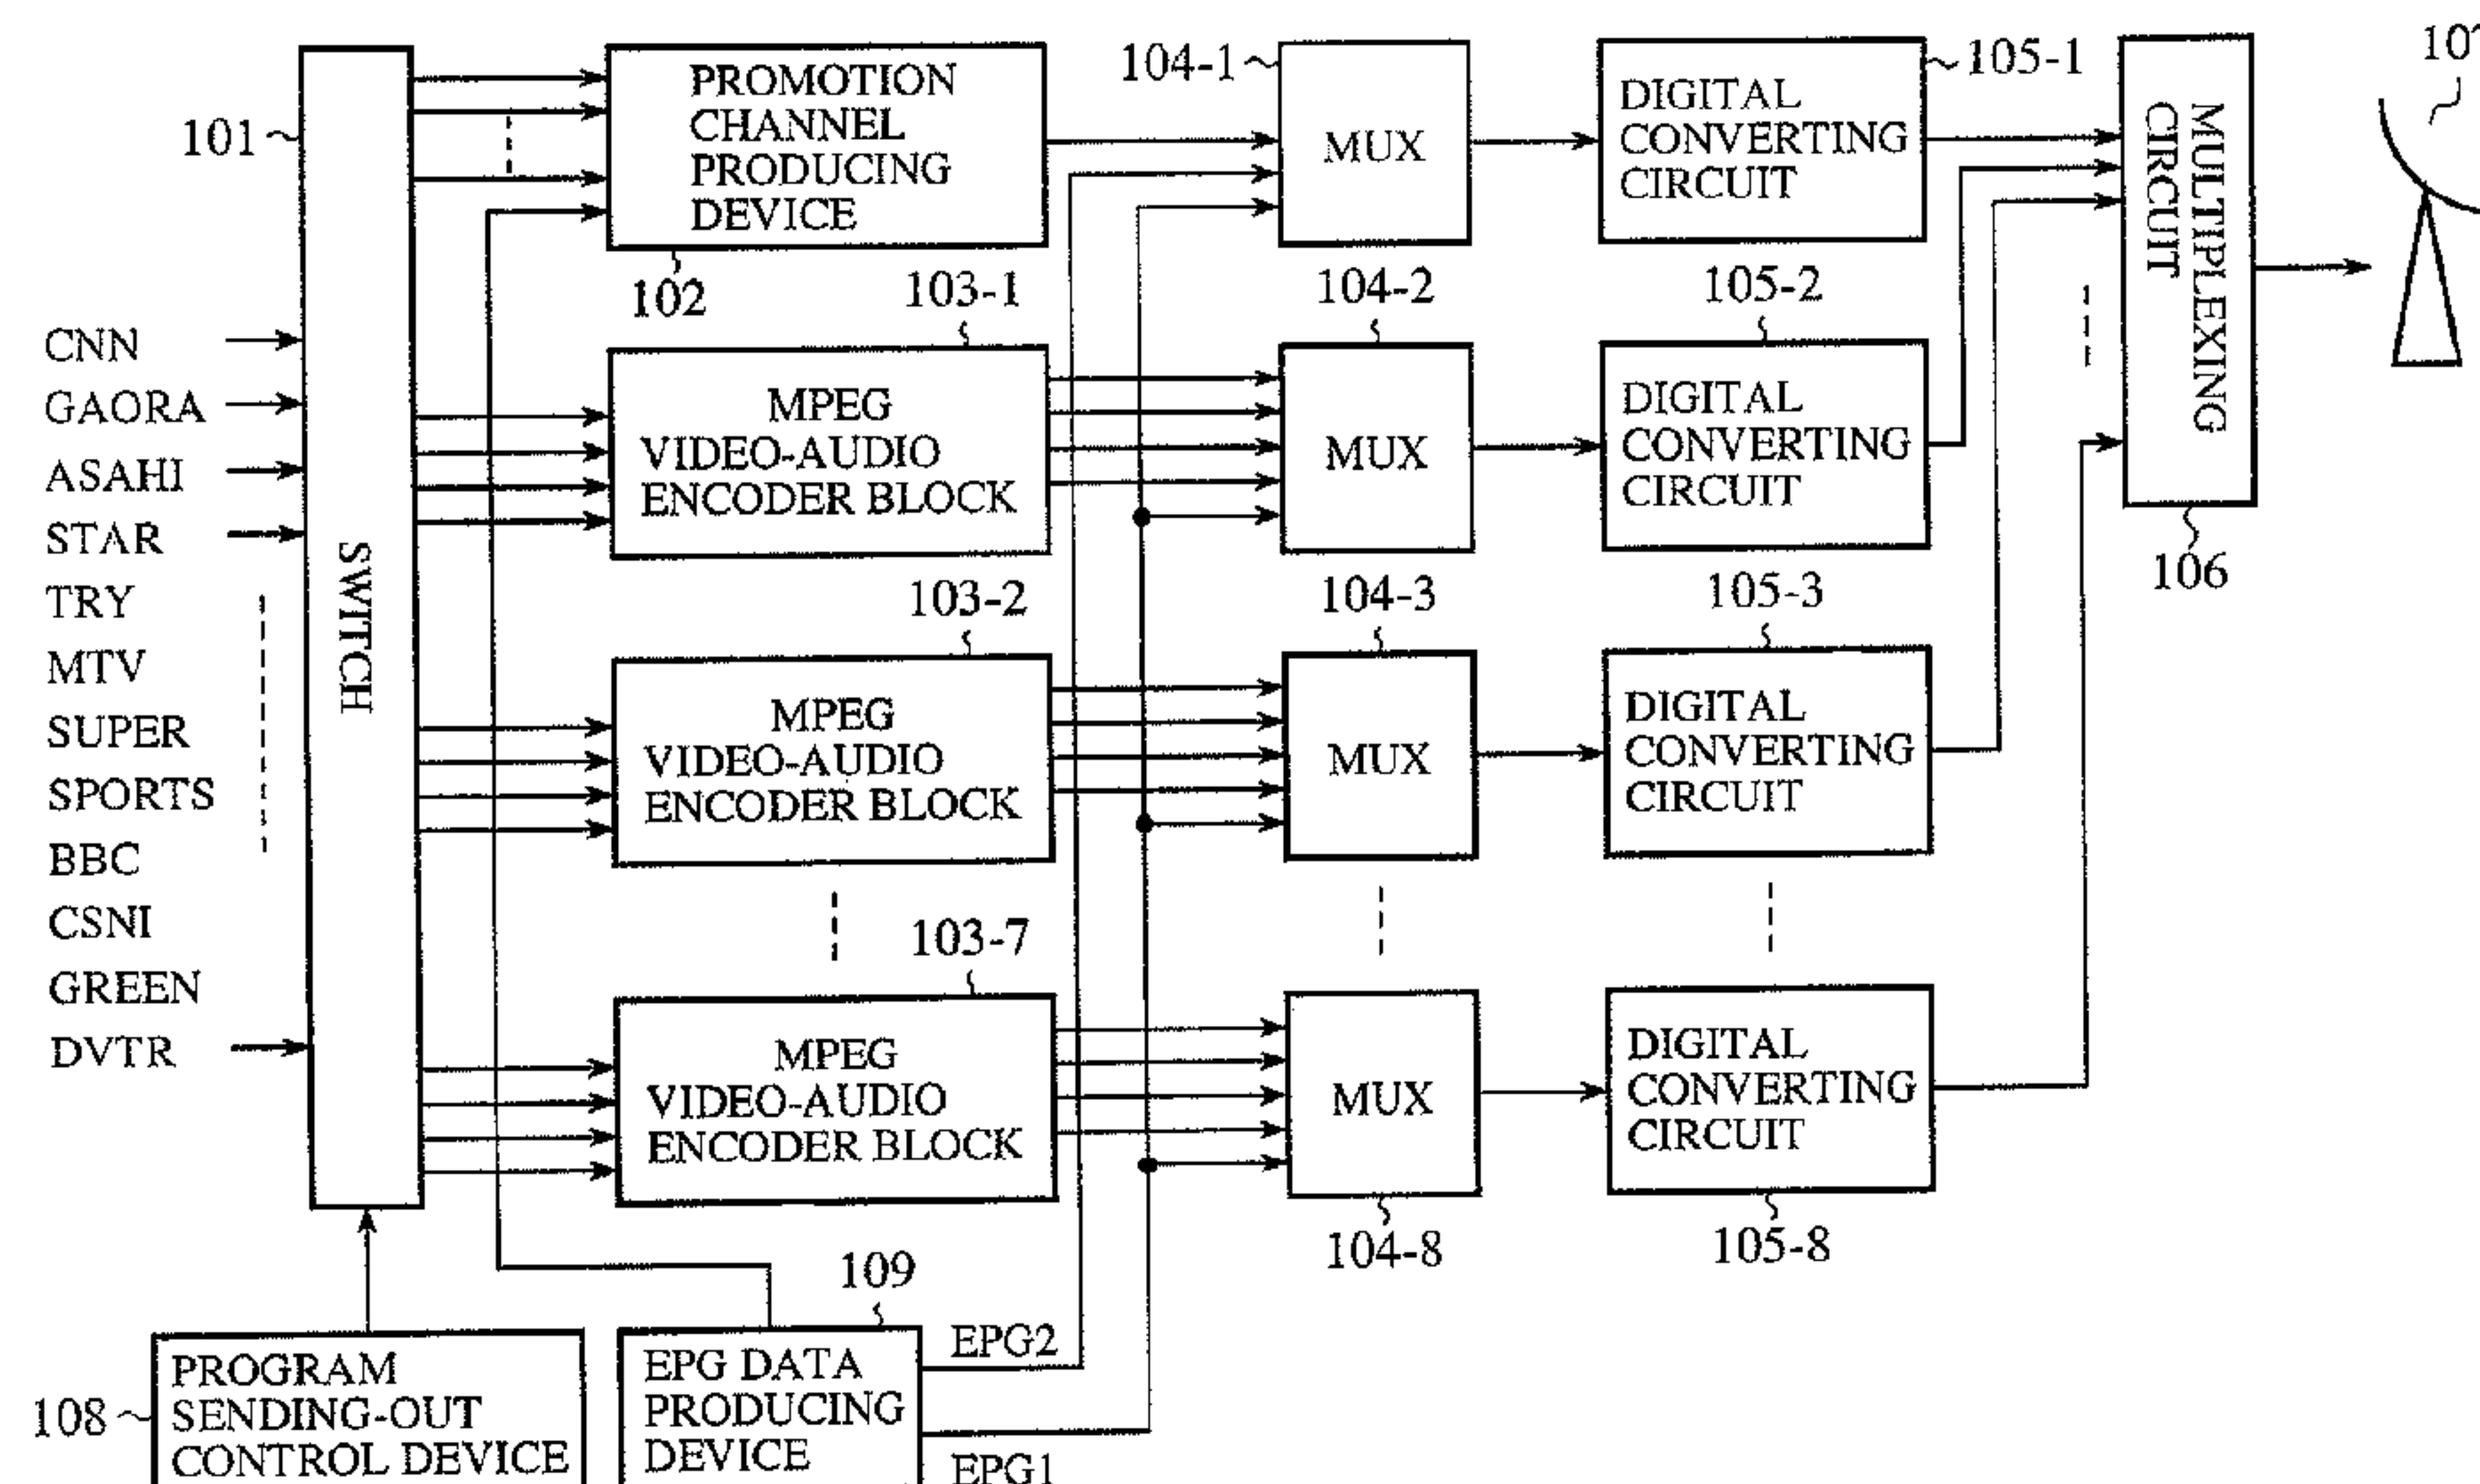 101
PROMOTION
CHANNEL
PRODUCING
DEVICE
102
104-1
MUX
DIGITAL
CONVERTING
CIRCUIT
105-1
MULTIPLEXING
CIRCUIT
106
CNN
GAORA
ASAHI
STAR
TRY
MTV
SUPER
SPORTS
BBC
CSNI
GREEN
DVTR
SWITCH
103-1
MPEG
VIDEO-AUDIO
ENCODER BLOCK
104-2
MUX
105-2
DIGITAL
CONVERTING
CIRCUIT
103-2
MPEG
VIDEO-AUDIO
ENCODER BLOCK
104-3
MUX
105-3
DIGITAL
CONVERTING
CIRCUIT
103-7
MPEG
VIDEO-AUDIO
ENCODER BLOCK
MUX
104-8
DIGITAL
CONVERTING
CIRCUIT
105-8
108
PROGRAM
SENDING-OUT
CONTROL DEVICE
109
EPG DATA
PRODUCING
DEVICE
EPG2
EPG1